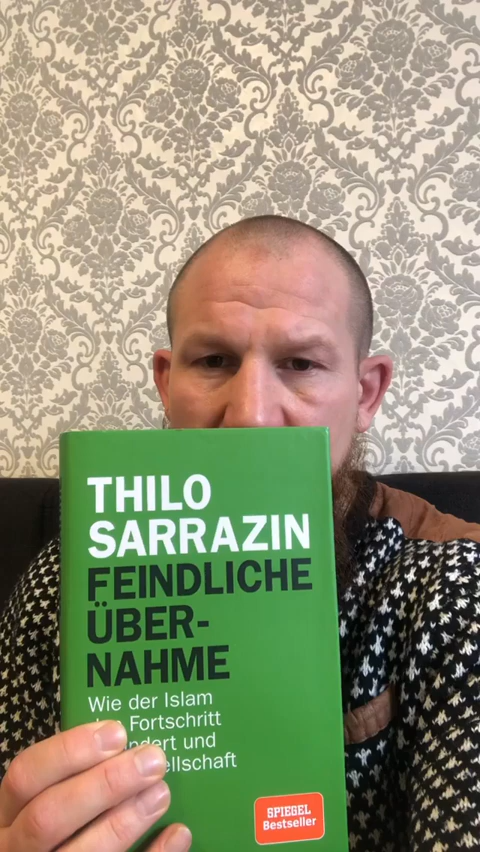 THILO
SARRAZIN
FEINDLICHE
ÜBER-
NAHME
Wie der Islam
Fortschritt
und
SPIEGEL
Bestseller